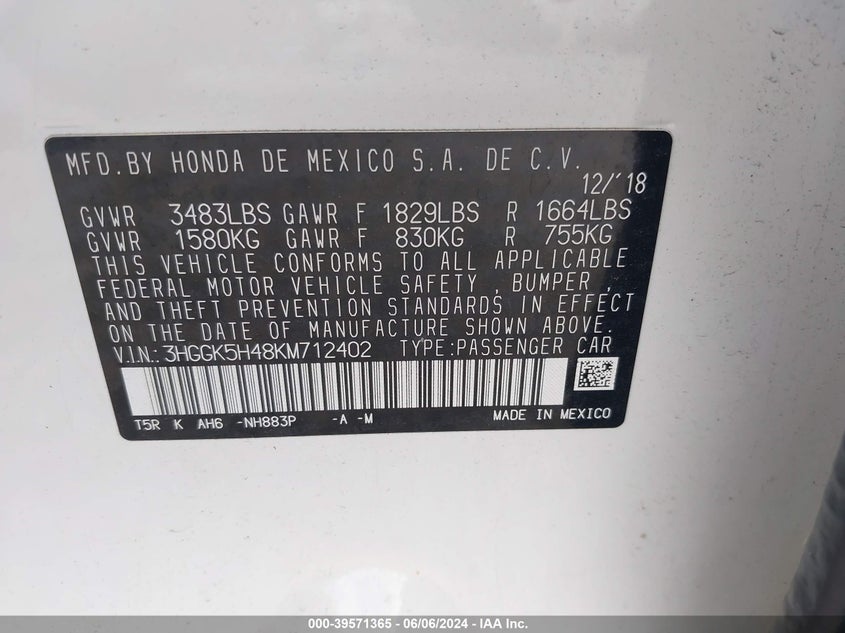 MFD.BY HONDA DE MEXICO S.A. DE C.V.
12/'18
GVWR 3483LBS GAWR F 1829LBS R 1664LBS
GVWR 1580KG GAWR F 830KG R 755KG
THIS VEHICLE CONFORMS TO ALL APPLICABLE
FEDERAL MOTOR VEHICLE SAFETY , BUMPER ,
AND THEFT PREVENTION STANDARDS IN EFFECT
ON THE DATE OF MANUFACTURE SHOWN ABOVE.
V.IN.: 3HGGK5H48KM712402 TYPE:PASSENGER CAR
T5R K AH6 -NH883P -A -M MADE IN MEXICO
000-39571365 - 06/06/2024 - IAA Inc.